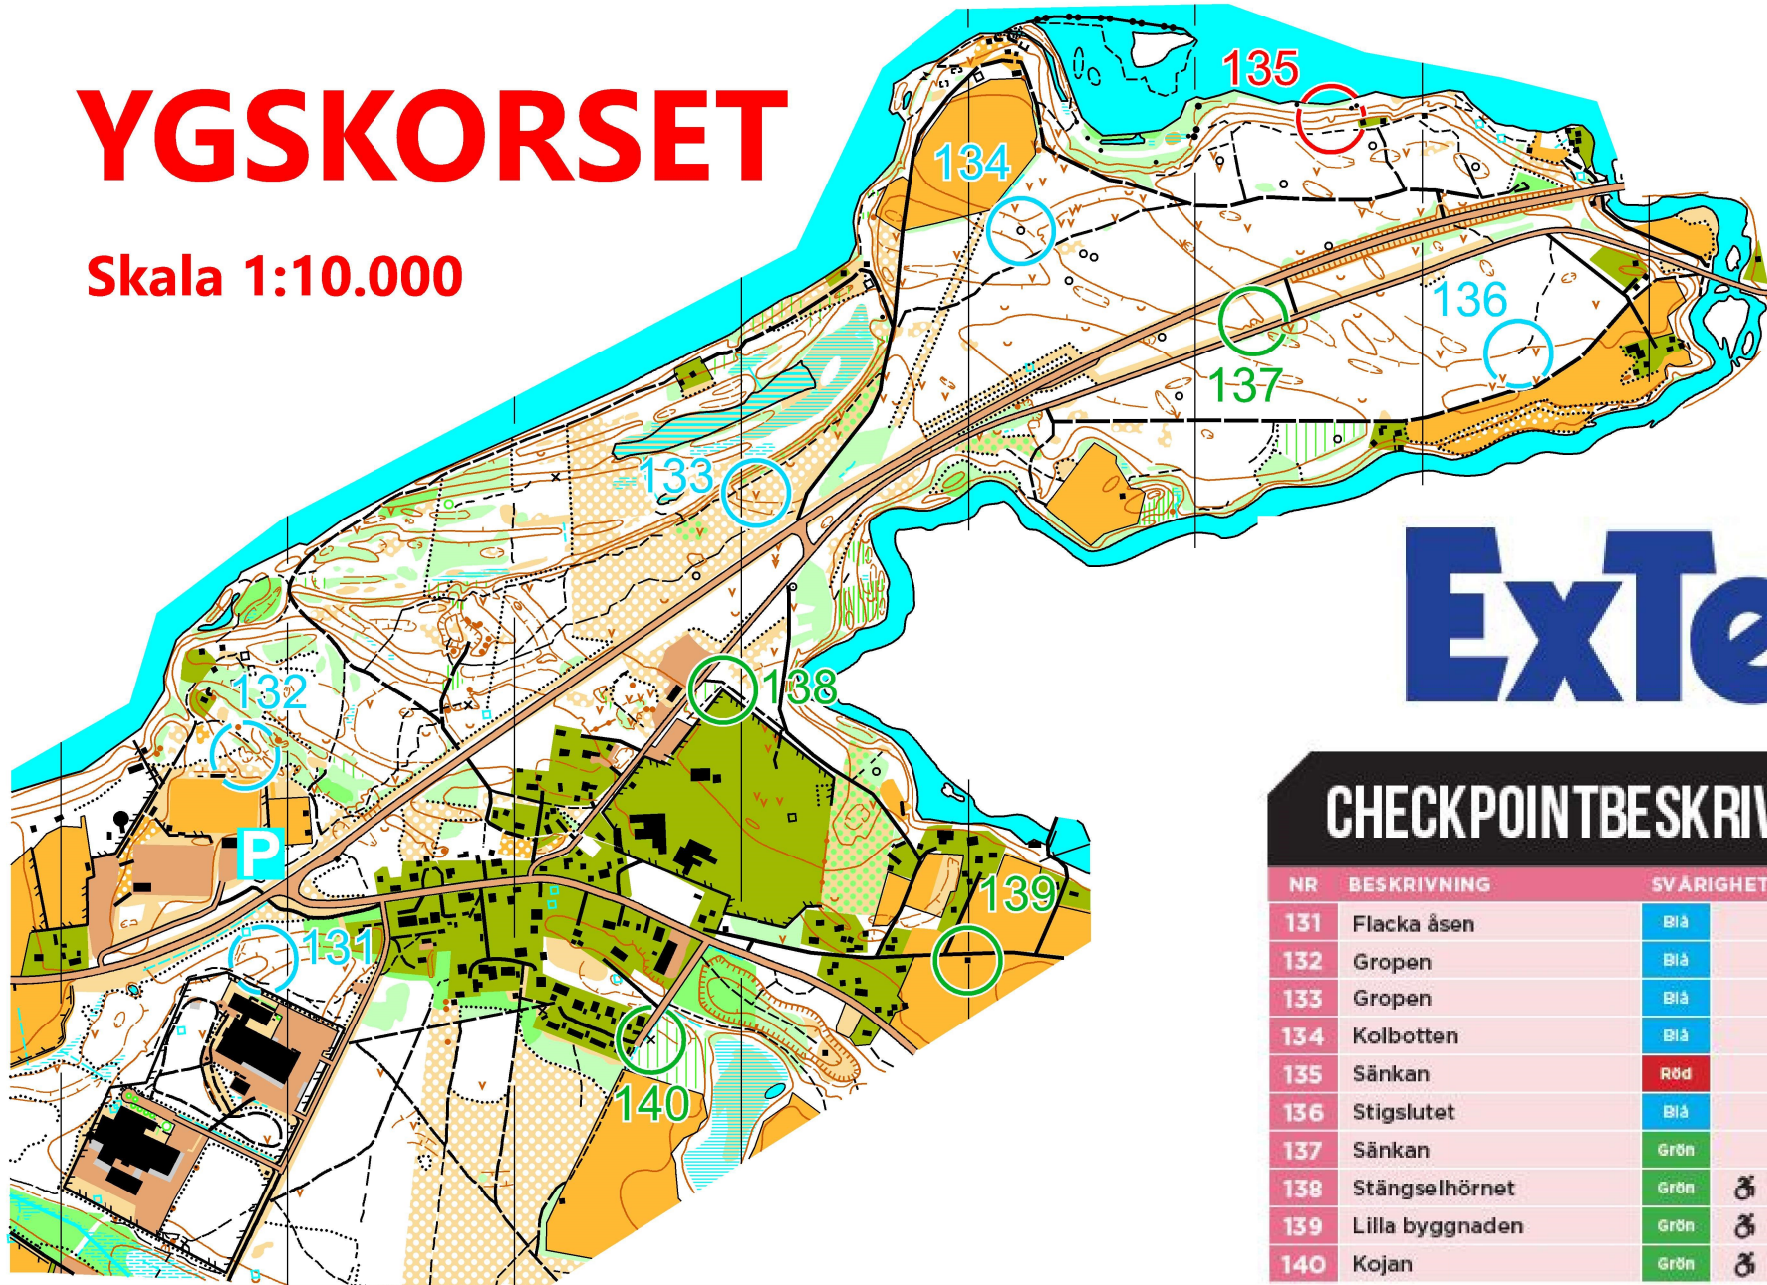 YGSKORSET
Skala 1:10.000
135
134
136
137
133
132
138
P
131
139
140
ExTe
CHECKPOINTBESKRIV
NR BESKRIVNING SVÅRIGHET
131 Flacka åsen Blå
132 Gropen Blå
133 Gropen Blå
134 Kolbotten Blå
135 Sänkan Röd
136 Stigslutet Blå
137 Sänkan Grön
138 Stängselhörnet Grön
139 Lilla byggnaden Grön
140 Kojan Grön